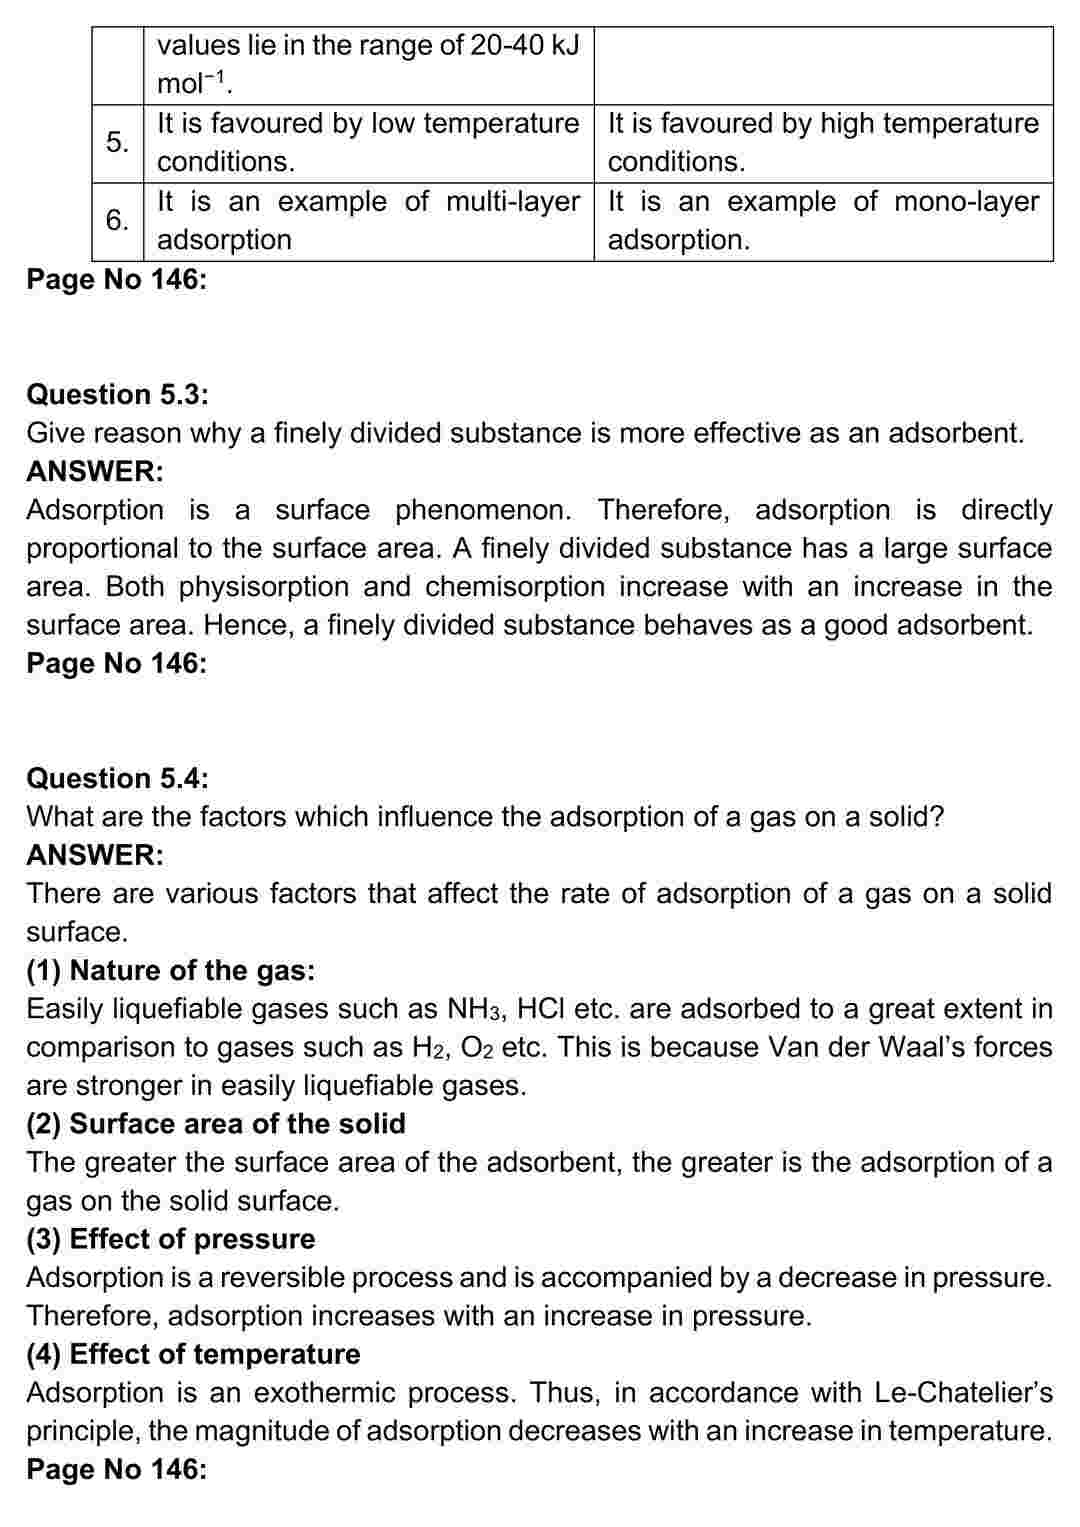 values lie in the range of 20-40 kJ
mol⁻¹.
5.
It is favoured by low temperature
conditions.
It is favoured by high temperature
conditions.
6.
It is an example of multi-layer
adsorption
It is an example of mono-layer
adsorption.
Page No 146:
Question 5.3:
Give reason why a finely divided substance is more effective as an adsorbent.
ANSWER:
Adsorption is a surface phenomenon. Therefore, adsorption is directly
proportional to the surface area. A finely divided substance has a large surface
area. Both physisorption and chemisorption increase with an increase in the
surface area. Hence, a finely divided substance behaves as a good adsorbent.
Page No 146:
Question 5.4:
What are the factors which influence the adsorption of a gas on a solid?
ANSWER:
There are various factors that affect the rate of adsorption of a gas on a solid
surface.
(1) Nature of the gas:
Easily liquefiable gases such as NH₃, HCl etc. are adsorbed to a great extent in
comparison to gases such as H₂, O₂ etc. This is because Van der Waal’s forces
are stronger in easily liquefiable gases.
(2) Surface area of the solid
The greater the surface area of the adsorbent, the greater is the adsorption of a
gas on the solid surface.
(3) Effect of pressure
Adsorption is a reversible process and is accompanied by a decrease in pressure.
Therefore, adsorption increases with an increase in pressure.
(4) Effect of temperature
Adsorption is an exothermic process. Thus, in accordance with Le-Chatelier’s
principle, the magnitude of adsorption decreases with an increase in temperature.
Page No 146: